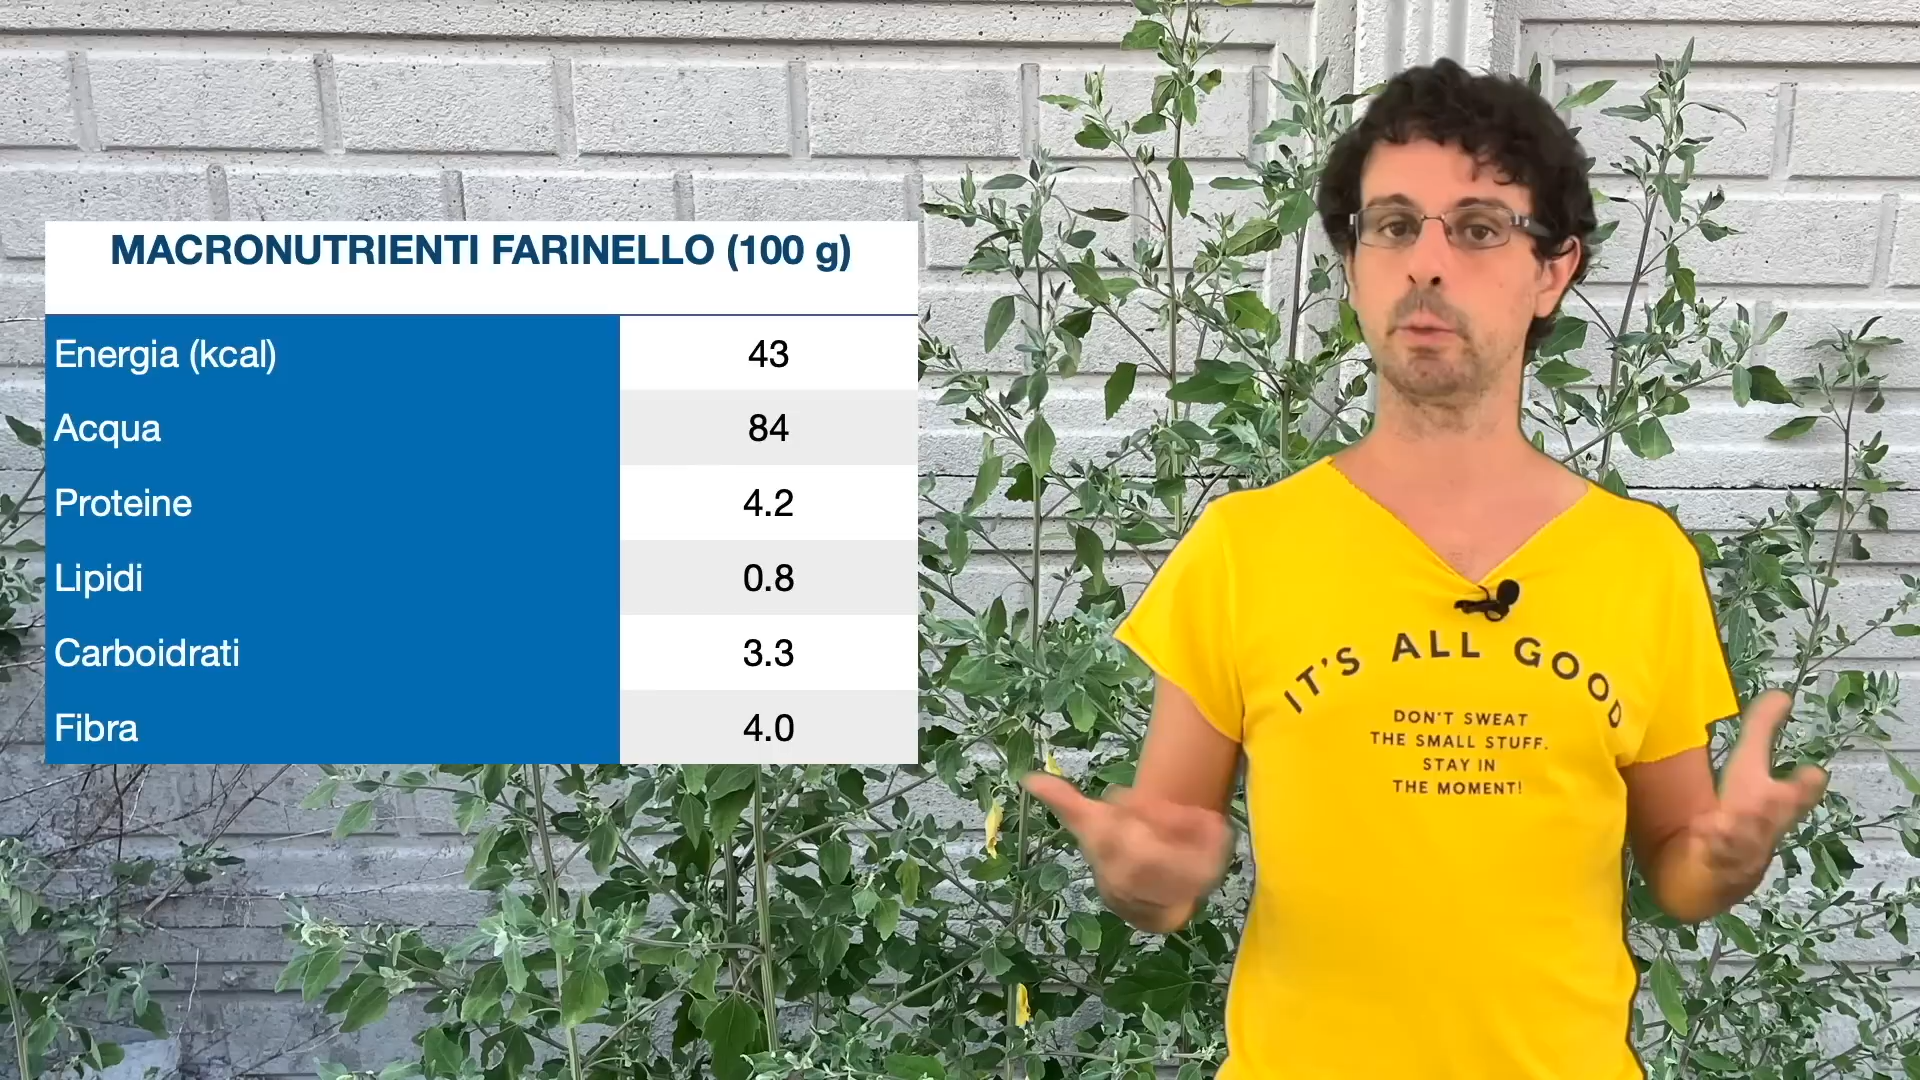 MACRONUTRIENTI FARINELLO (100 g)
Energia (kcal) 43
Acqua 84
Proteine 4.2
Lipidi 0.8
Carboidrati 3.3
Fibra 4.0
IT'S ALL GOOD
DON'T SWEAT
THE SMALL STUFF.
STAY IN
THE MOMENT!